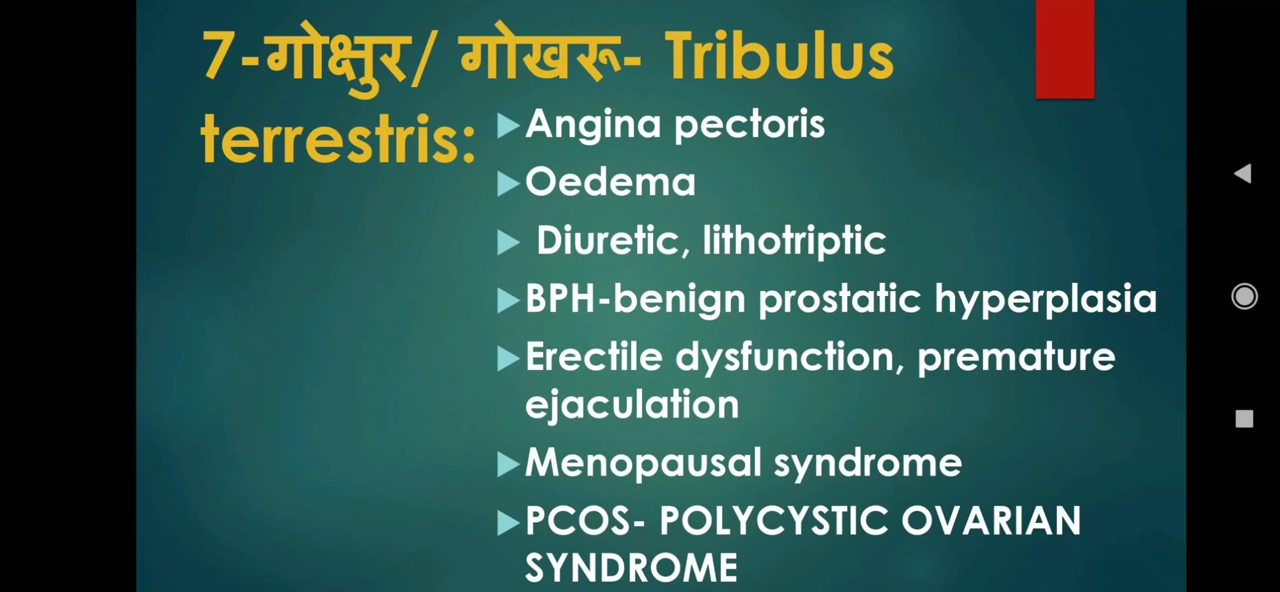 7-गोक्षुर/ गोखरू- Tribulus
terrestris:
Angina pectoris
Oedema
Diuretic, lithotriptic
BPH-benign prostatic hyperplasia
Erectile dysfunction, premature
ejaculation
Menopausal syndrome
PCOS- POLYCYSTIC OVARIAN
SYNDROME